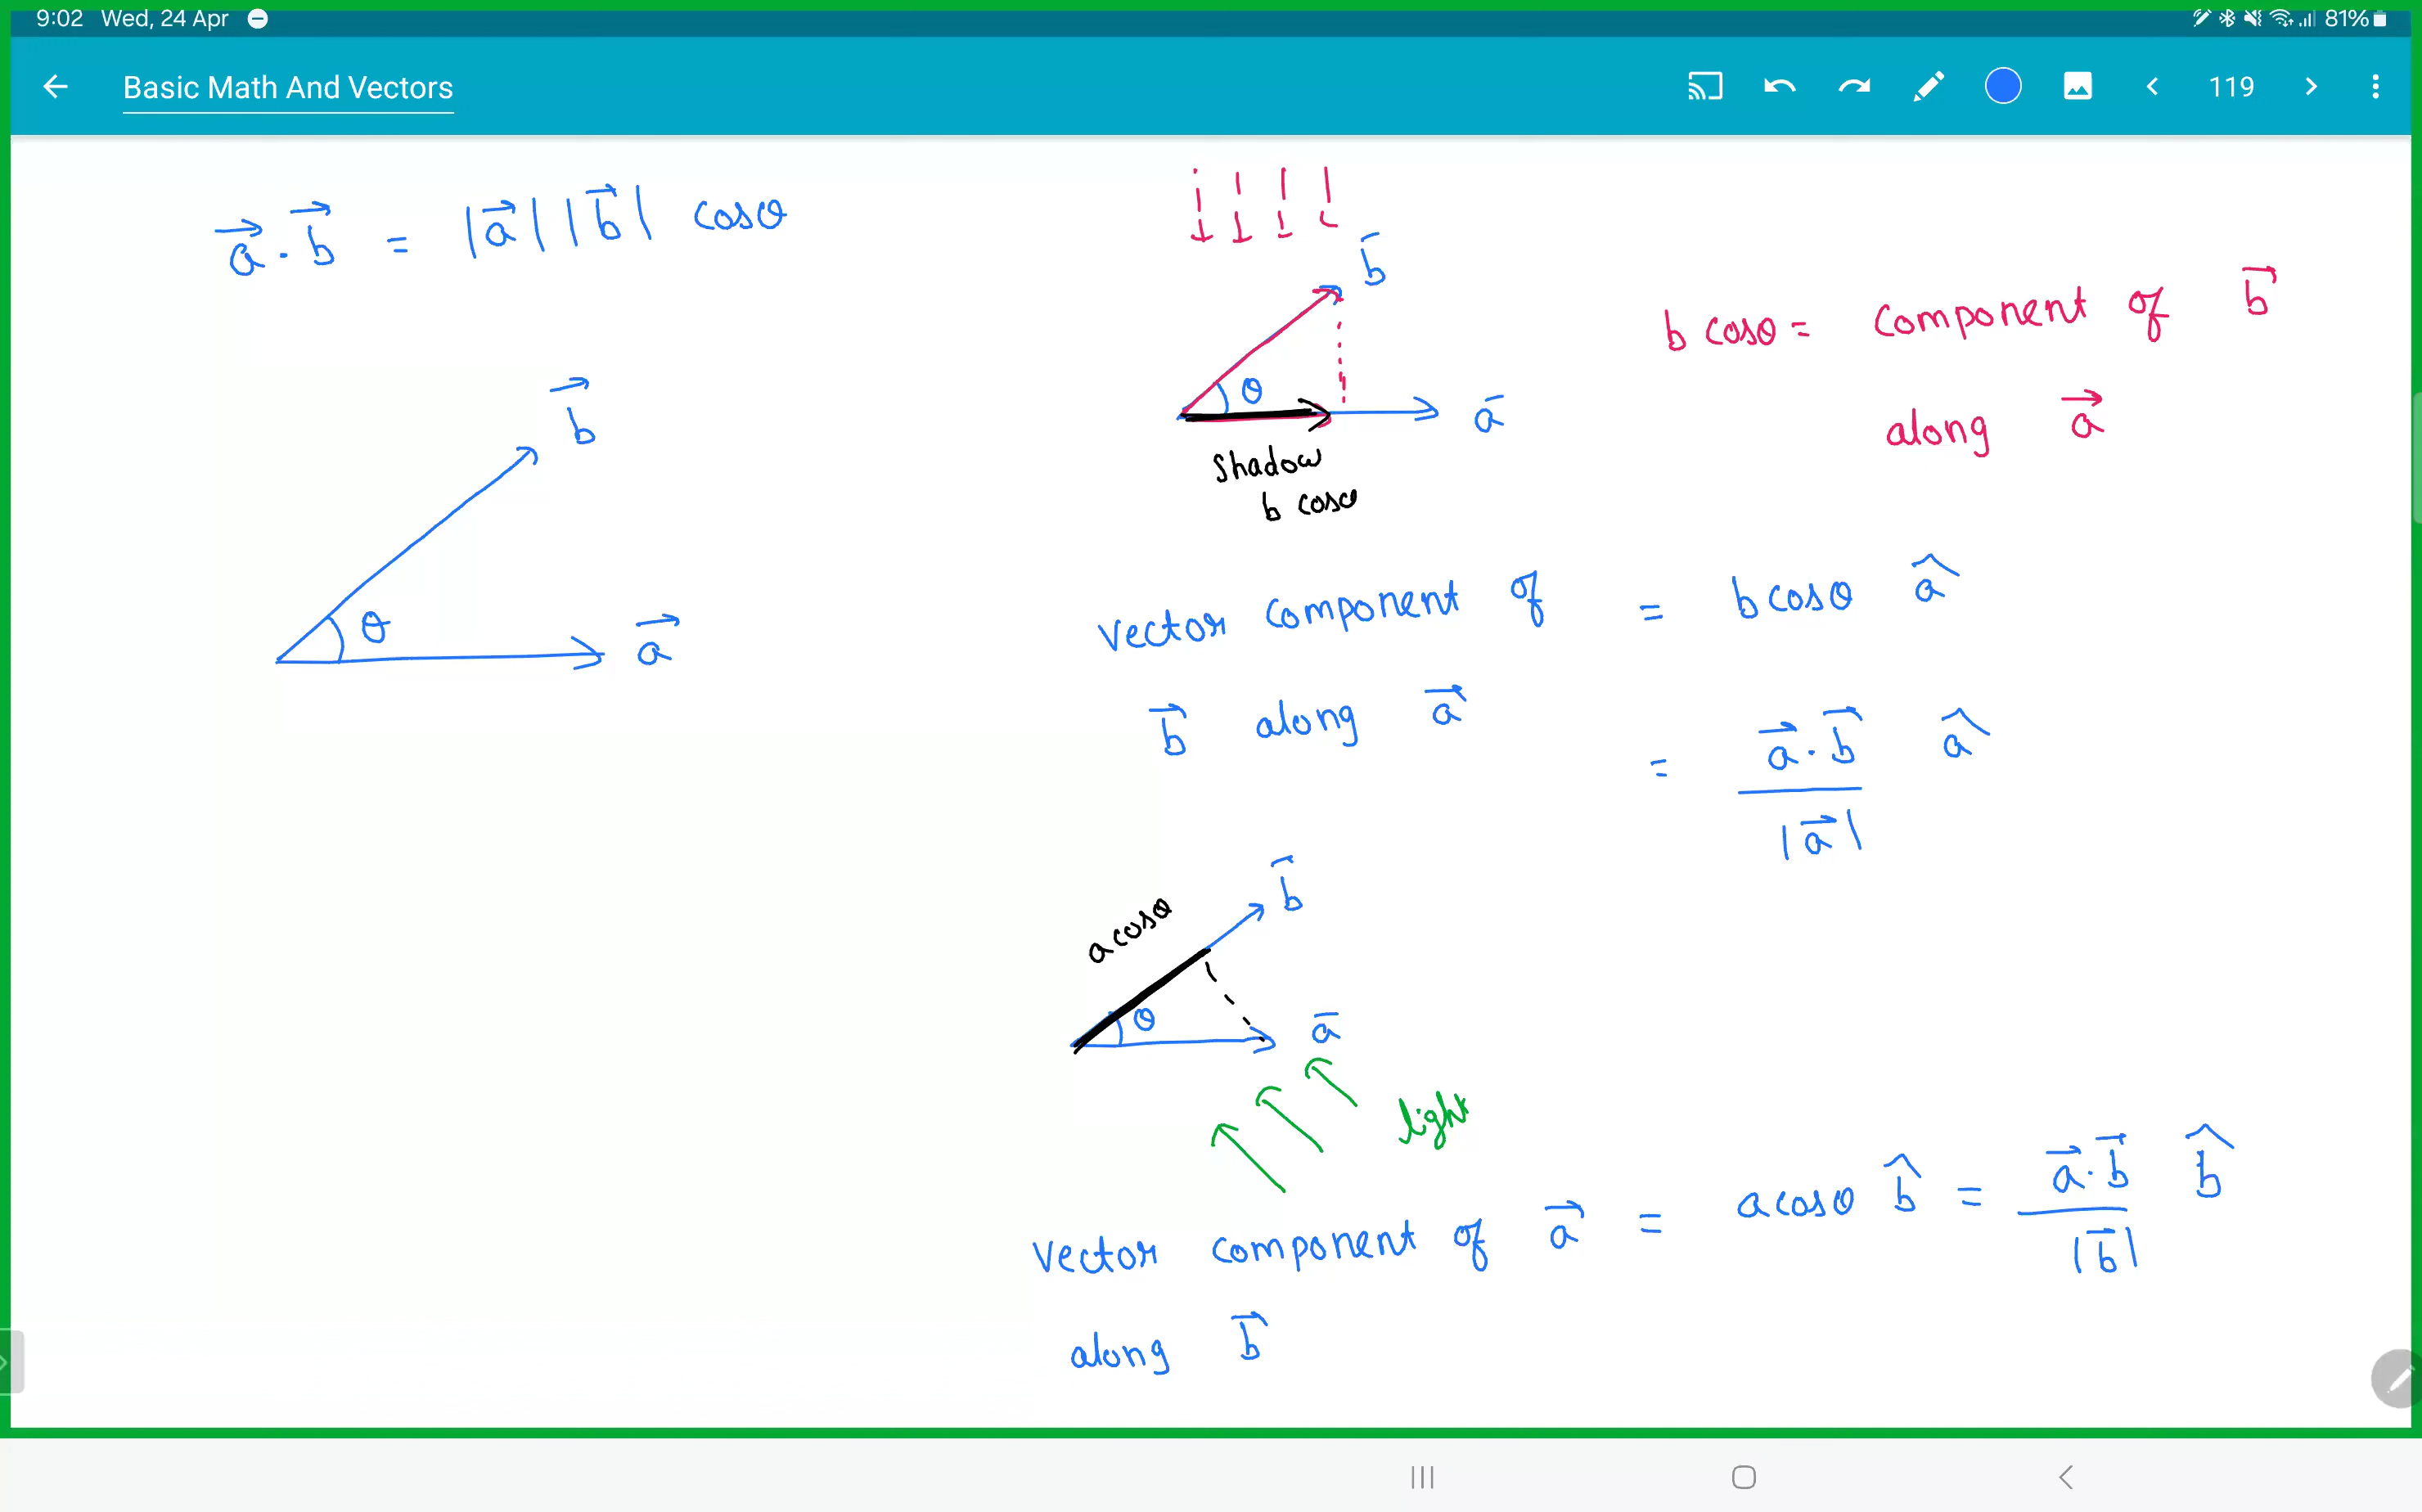 9:02 Wed, 24 Apr 81%
Basic Math And Vectors 119
a⃗ · b⃗ = |a⃗| |b⃗| cosθ
b⃗
θ
a⃗
b̄
θ
ā
shadow
b cosθ
b cosθ = component of b⃗
along a⃗
vector component of = b cosθ â
b⃗ along a⃗
= a⃗ · b⃗ â
|a⃗|
b̄
a cosθ
θ
ā
light
vector component of a⃗ = a cosθ b̂ = a⃗ · b̄ b̂
|b̄|
along b⃗